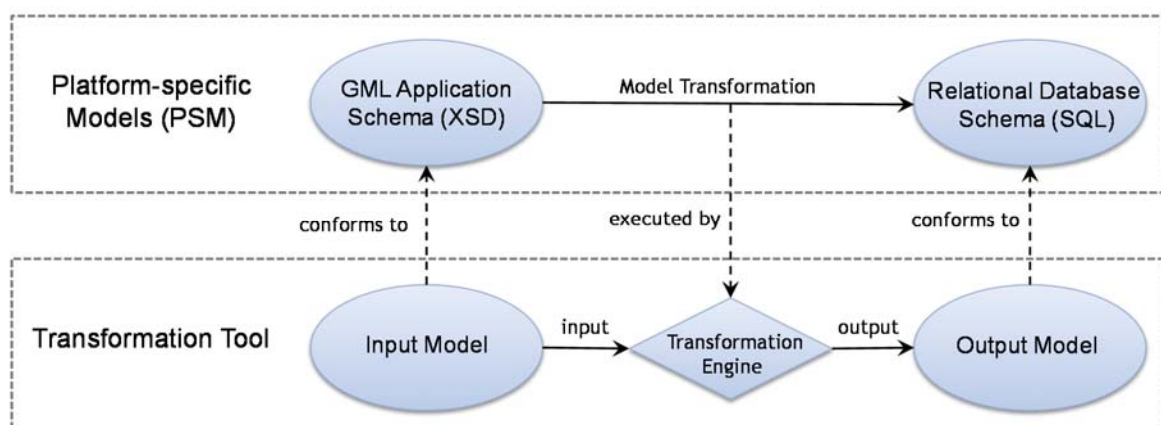 Platform-specific
Models (PSM)
GML Application
Schema (XSD)
Model Transformation
Relational Database
Schema (SQL)
conforms to
executed by
conforms to
Transformation Tool
Input Model
input
Transformation
Engine
output
Output Model